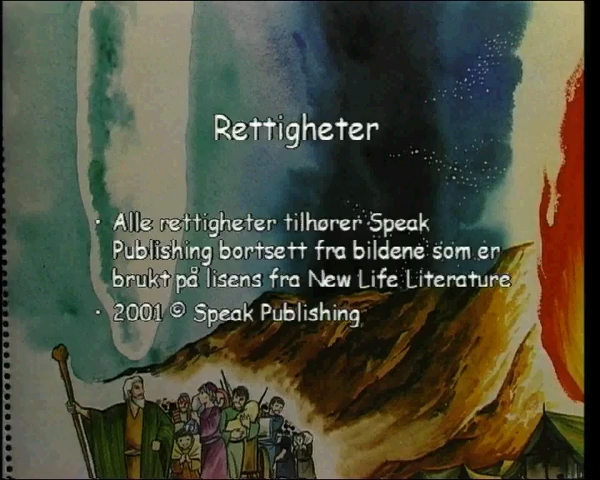 Rettigheter
• Alle rettigheter tilhører Speak
Publishing bortsett fra bildene som er
brukt på lisens fra New Life Literature
• 2001 © Speak Publishing